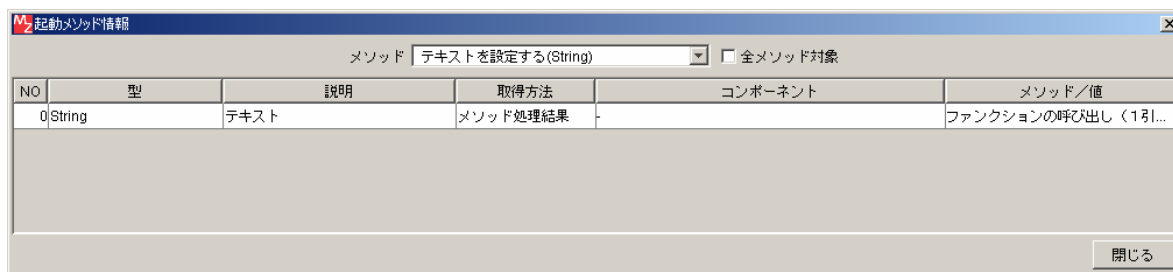 MZ 起動メソッド情報
メソッド テキストを設定する(String) 全メソッド対象
NO 型 説明 取得方法 コンポーネント メソッド／値
0 String テキスト メソッド処理結果 - ファンクションの呼び出し（１引...
閉じる